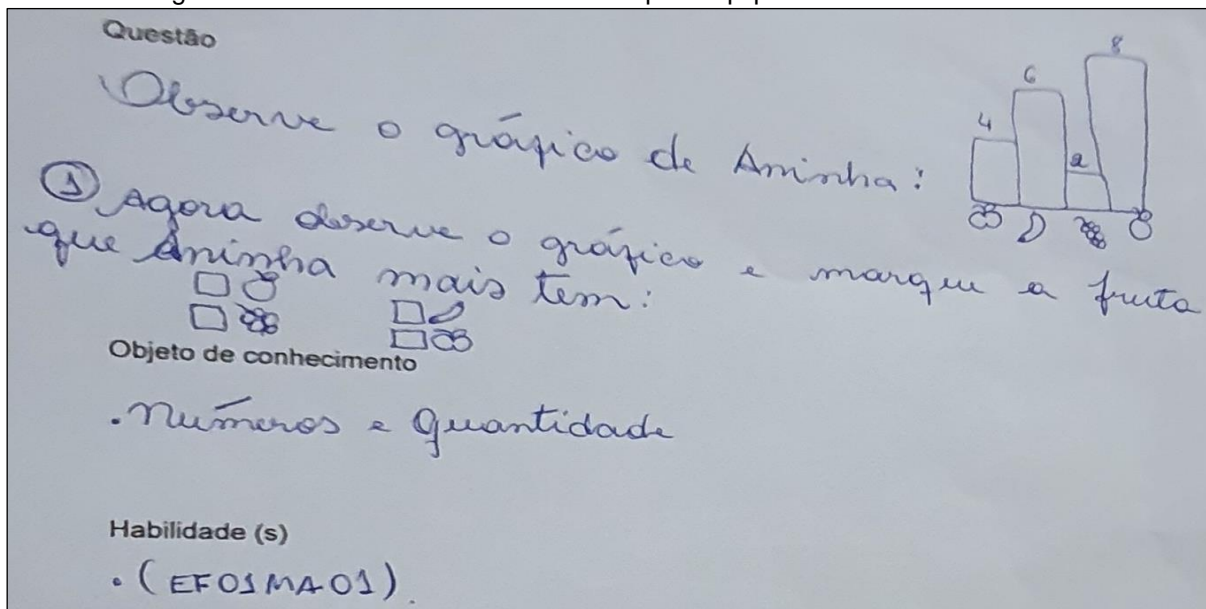 Questão
Observe o gráfico de Aninha:
4 6 2 8
① Agora observe o gráfico e marque a fruta
que Aninha mais tem:
Objeto de conhecimento
. Números e Quantidade
Habilidade (s)
. (EF01MA01).